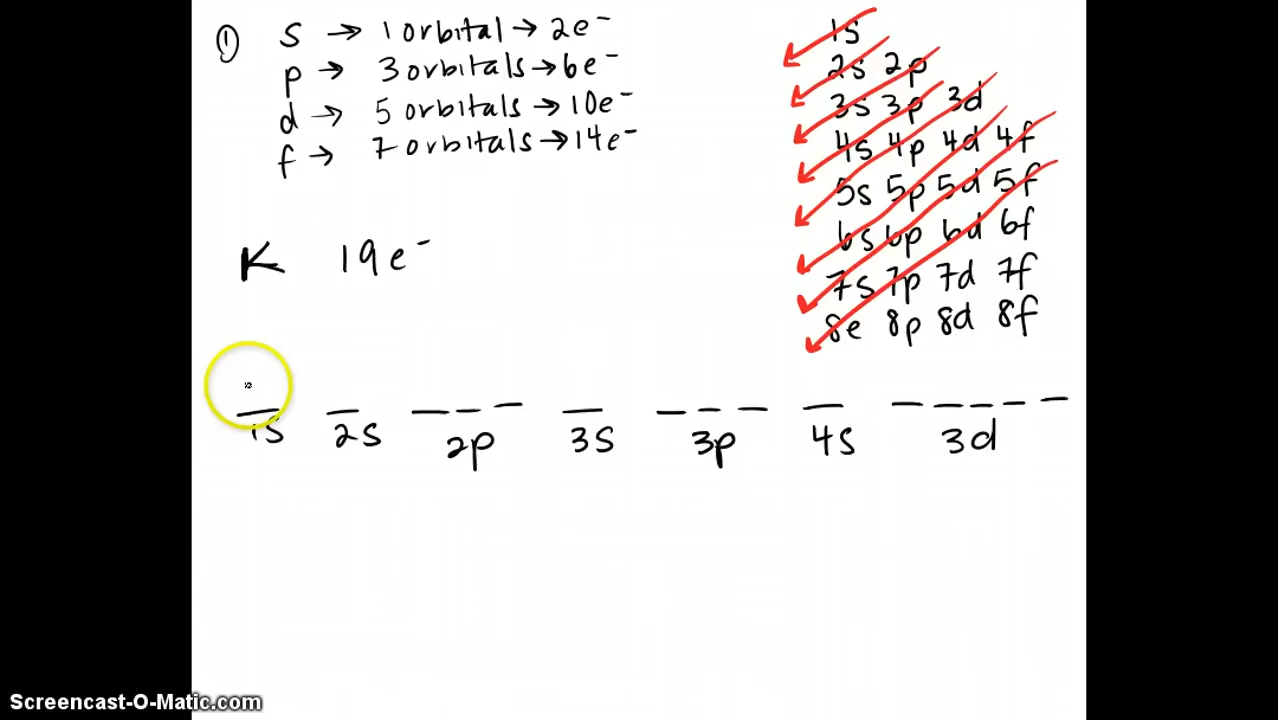 ① s → 1 orbital → 2e⁻
p → 3 orbitals → 6e⁻
d → 5 orbitals → 10e⁻
f → 7 orbitals → 14e⁻
1s
2s 2p
3s 3p 3d
4s 4p 4d 4f
5s 5p 5d 5f
6s 6p 6d 6f
7s 7p 7d 7f
8e 8p 8d 8f
K 19e⁻
1s 2s 2p 3s 3p 4s 3d
Screencast-O-Matic.com